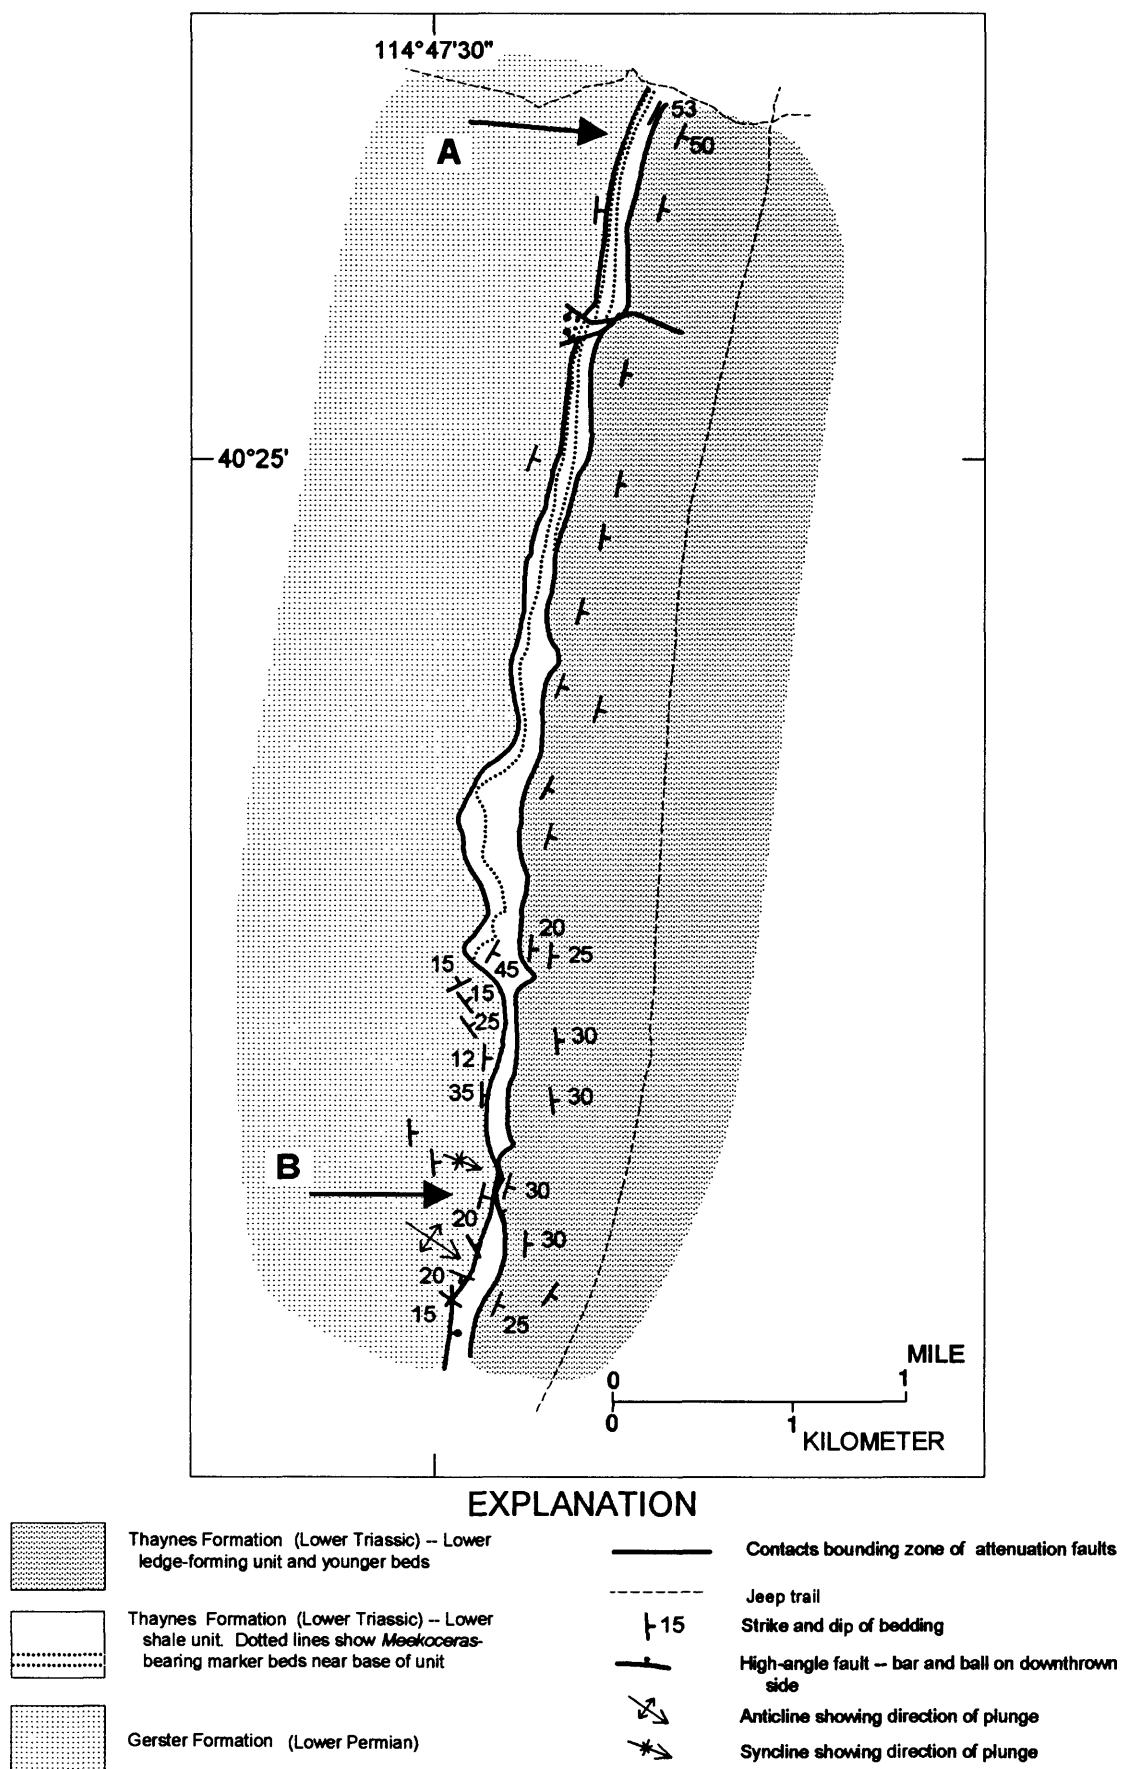 114°47'30"
53
A
50
40°25'
20
25
15
45
15
25
30
12
35
30
B
30
20
30
20
15
25
MILE
0
1
0
1
KILOMETER
EXPLANATION
Thaynes Formation (Lower Triassic) -- Lower
ledge-forming unit and younger beds
Thaynes Formation (Lower Triassic) -- Lower
shale unit. Dotted lines show Meekoceras-
bearing marker beds near base of unit
Gerster Formation (Lower Permian)
Contacts bounding zone of attenuation faults
Jeep trail
15
Strike and dip of bedding
High-angle fault -- bar and ball on downthrown
side
Anticline showing direction of plunge
Syncline showing direction of plunge